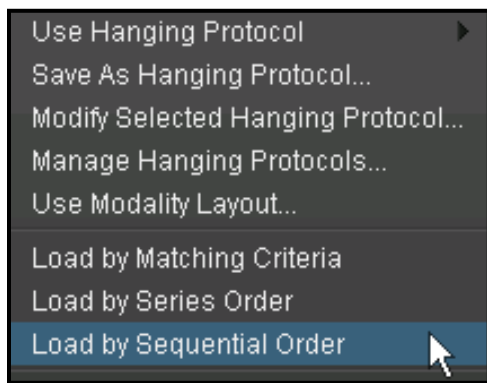 Use Hanging Protocol
Save As Hanging Protocol...
Modify Selected Hanging Protocol...
Manage Hanging Protocols...
Use Modality Layout...
Load by Matching Criteria
Load by Series Order
Load by Sequential Order